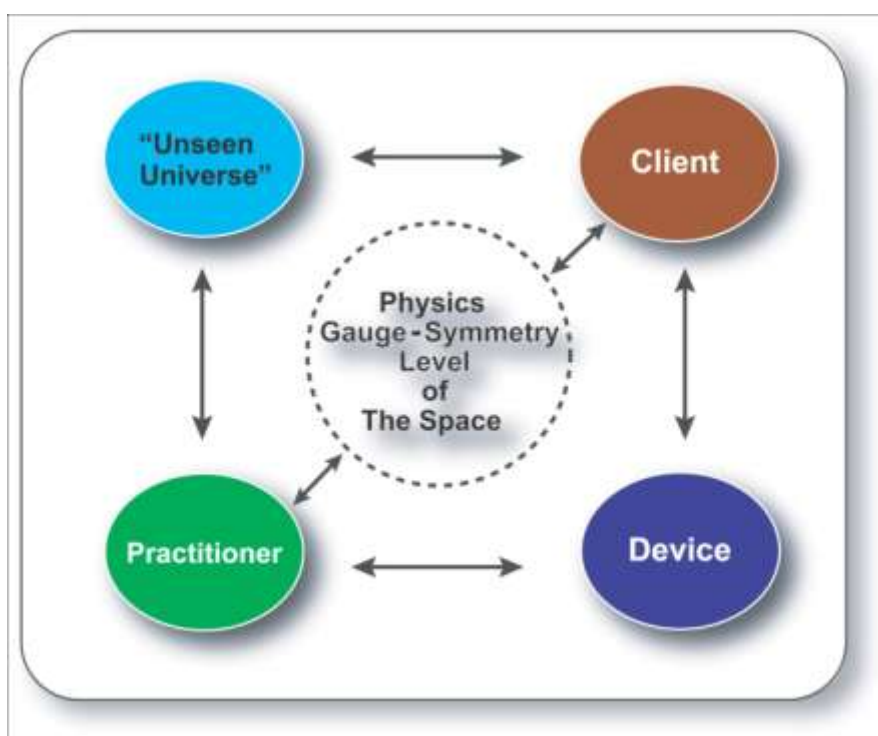 “Unseen
Universe”
Client
Physics
Gauge-Symmetry
Level
of
The Space
Practitioner
Device